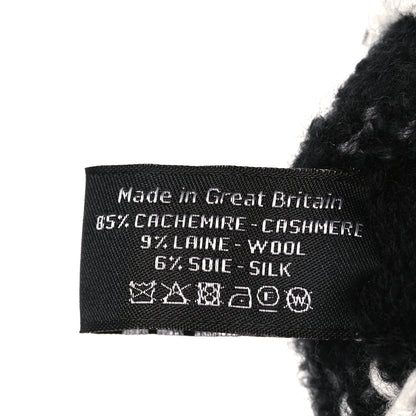 Made in Great Britain
85% CACHEMIRE - CASHMERE
9% LAINE - WOOL
6% SOIE - SILK